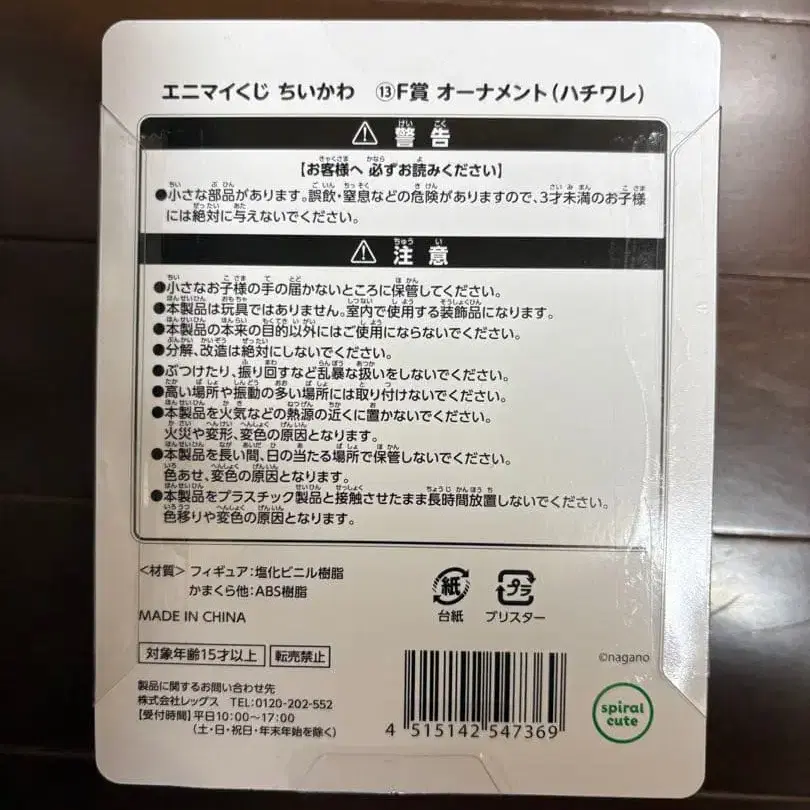 エニマイくじ ちいかわ ⑬F賞 オーナメント(ハチワレ)
⚠ 警告
【お客様へ 必ずお読みください】
●小さな部品があります。誤飲・窒息などの危険がありますので、3才未満のお子様
には絶対に与えないでください。
⚠ 注意
●小さなお子様の手の届かないところに保管してください。
●本製品は玩具ではありません。室内で使用する装飾品になります。
●本製品の本来の目的以外にはご使用にならないでください。
●分解、改造は絶対にしないでください。
●ぶつけたり、振り回すなど乱暴な扱いをしないでください。
●高い場所や振動の多い場所には取り付けないでください。
●本製品を火気などの熱源の近くに置かないでください。
火災や変形、変色の原因となります。
●本製品を長い間、日の当たる場所で保管しないでください。
色あせ、変色の原因となります。
●本製品をプラスチック製品と接触させたまま長時間放置しないでください。
色移りや変色の原因となります。
<材質> フィギュア:塩化ビニル樹脂
かまくら他:ABS樹脂
MADE IN CHINA
紙
台紙
プラ
ブリスター
対象年齢15才以上 転売禁止
製品に関するお問い合わせ先
株式会社レッグス TEL:0120-202-552
【受付時間】平日10:00〜17:00
(土・日・祝日・年末年始を除く)
4 515142 547369
©nagano
spiral
cute